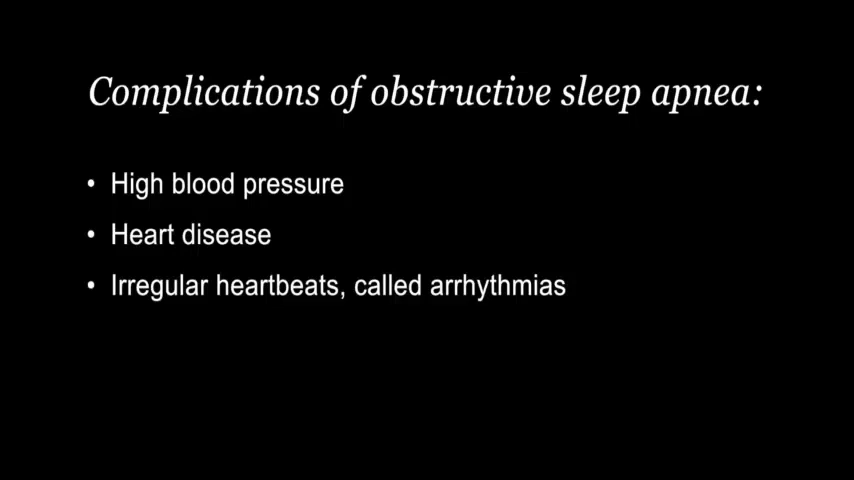 Complications of obstructive sleep apnea:
• High blood pressure
• Heart disease
• Irregular heartbeats, called arrhythmias